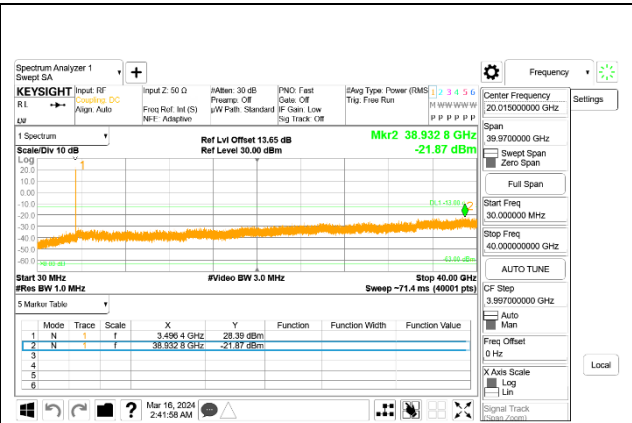 Spectrum Analyzer 1
Swept SA
+
Frequency
KEYSIGHT
RL
Input: RF
Coupling: DC
Align: Auto
Input Z: 50 Ω
Freq Ref: Int (S)
NFE: Adaptive
#Atten: 30 dB
Preamp: Off
µW Path: Standard
PNO: Fast
Gate: Off
IF Gain: Low
Sig Track: Off
#Avg Type: Power (RMS
Trig: Free Run
1 2 3 4 5 6
M W W W W W
P P P P P P
1 Spectrum
Scale/Div 10 dB
Ref Lvl Offset 13.65 dB
Ref Level 30.00 dBm
Mkr2 38.932 8 GHz
-21.87 dBm
Log
1
20.0
10.0
0.00
-10.0
-20.0
-30.0
-40.0
-50.0
-60.0
DL1 -13.00
2
Start 30 MHz
#Video BW 3.0 MHz
Stop 40.00 GHz
#Res BW 1.0 MHz
Sweep ~71.4 ms (40001 pts)
5 Marker Table
Mode Trace Scale X Y Function Function Width Function Value
1 N 1 f 3.496 4 GHz 28.39 dBm
2 N 1 f 38.932 8 GHz -21.87 dBm
3
4
5
6
Center Frequency
20.015000000 GHz
Settings
Span
39.9700000 GHz
Swept Span
Zero Span
Full Span
Start Freq
30.000000 MHz
Stop Freq
40.000000000 GHz
AUTO TUNE
CF Step
3.997000000 GHz
Auto
Man
Freq Offset
0 Hz
X Axis Scale
Log
Lin
Local
Signal Track
(Span Zoom)
?
Mar 16, 2024
2:41:58 AM